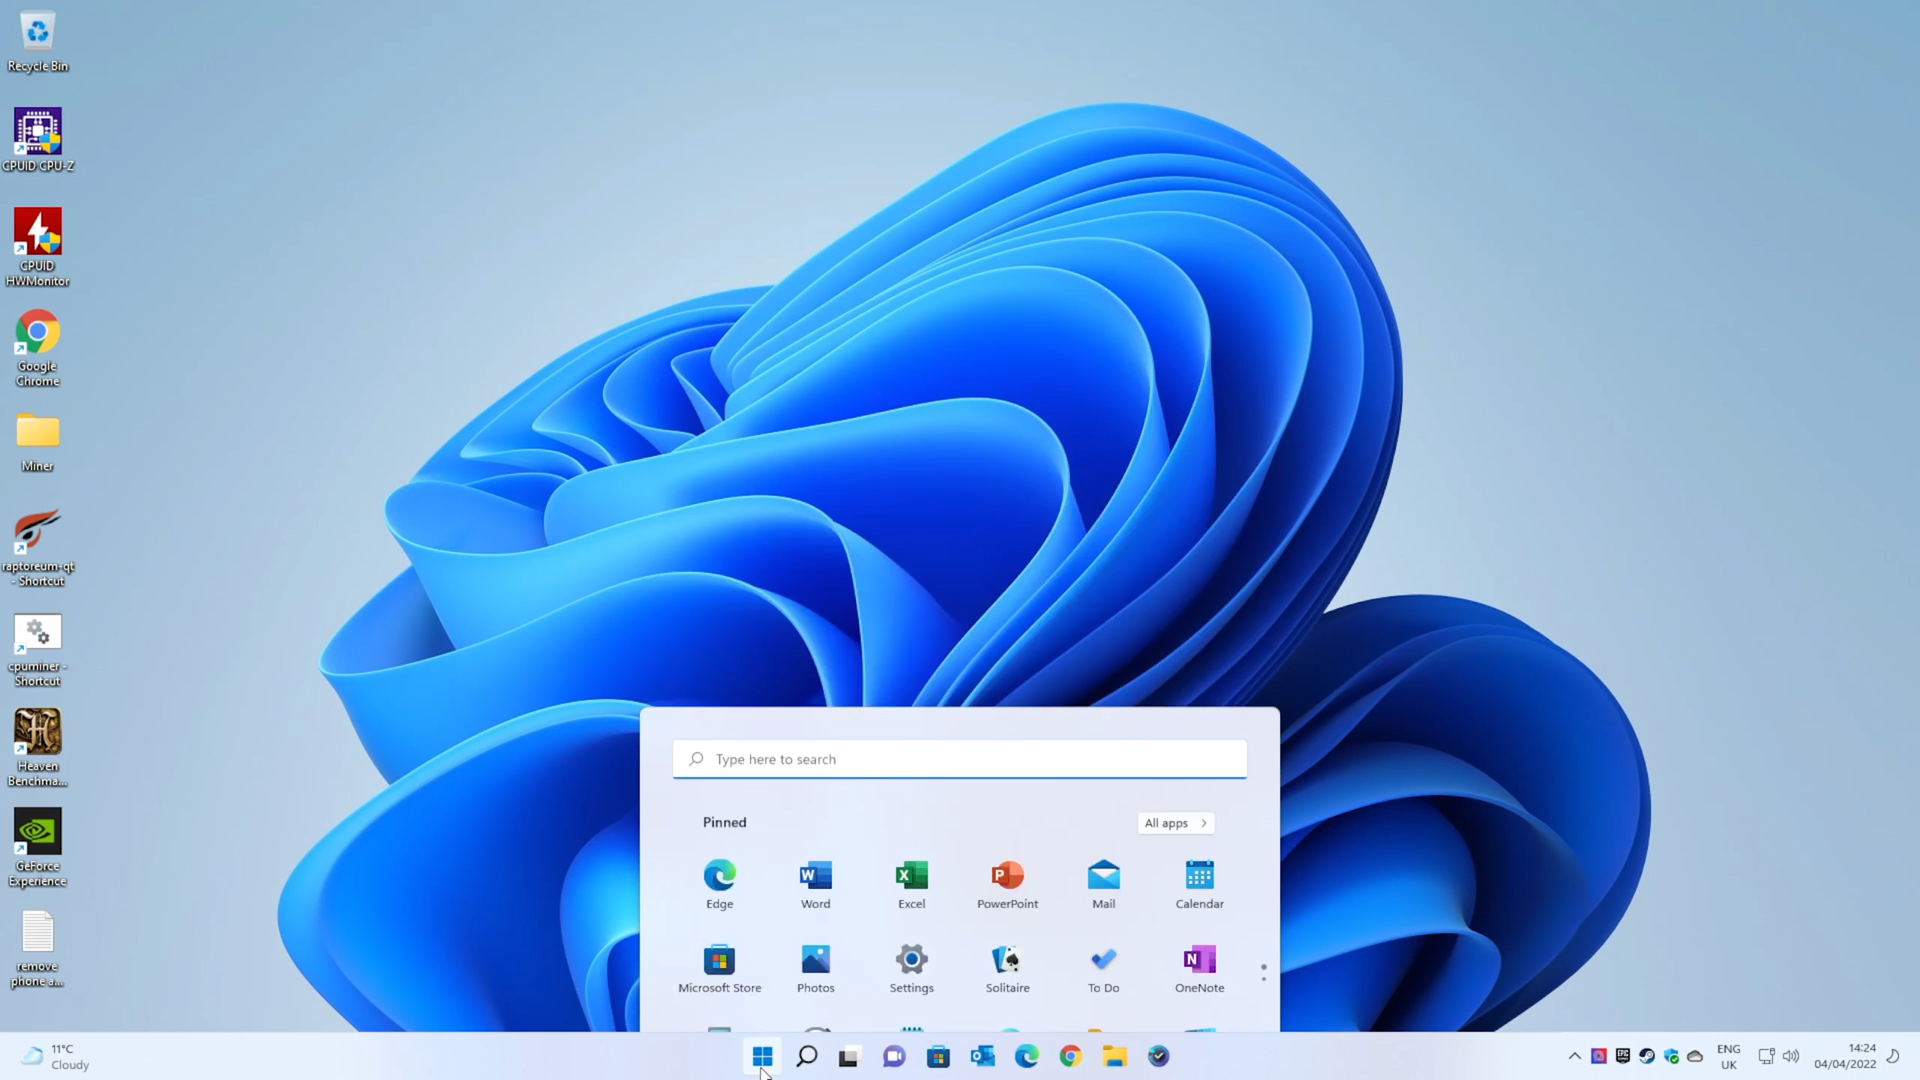 Recycle Bin
CPUID CPU-Z
CPUID
HWMonitor
Google
Chrome
Miner
raptoreum-qt
- Shortcut
cpuminer -
Shortcut
Heaven
Benchma...
GeForce
Experience
remove
phone a...
Type here to search
Pinned
All apps
Edge
Word
Excel
PowerPoint
Mail
Calendar
Microsoft Store
Photos
Settings
Solitaire
To Do
OneNote
11°C
Cloudy
ENG
UK
14:24
04/04/2022